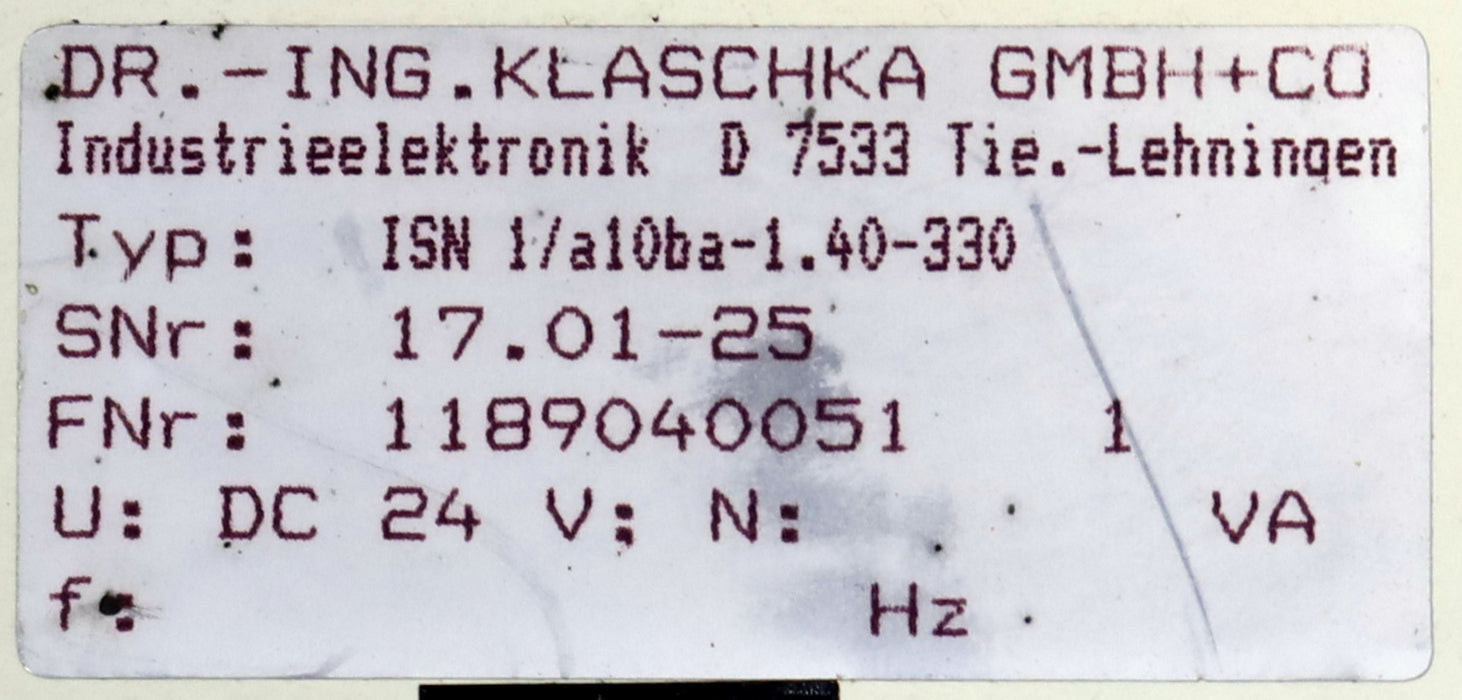 DR.-ING.KLASCHKA GMBH+CO
Industrieelektronik D 7533 Tie.-Lehningen
Typ: ISN 1/a10ba-1.40-330
SNr: 17.01-25
FNr: 1189040051 1
U: DC 24 V; N: VA
f: Hz